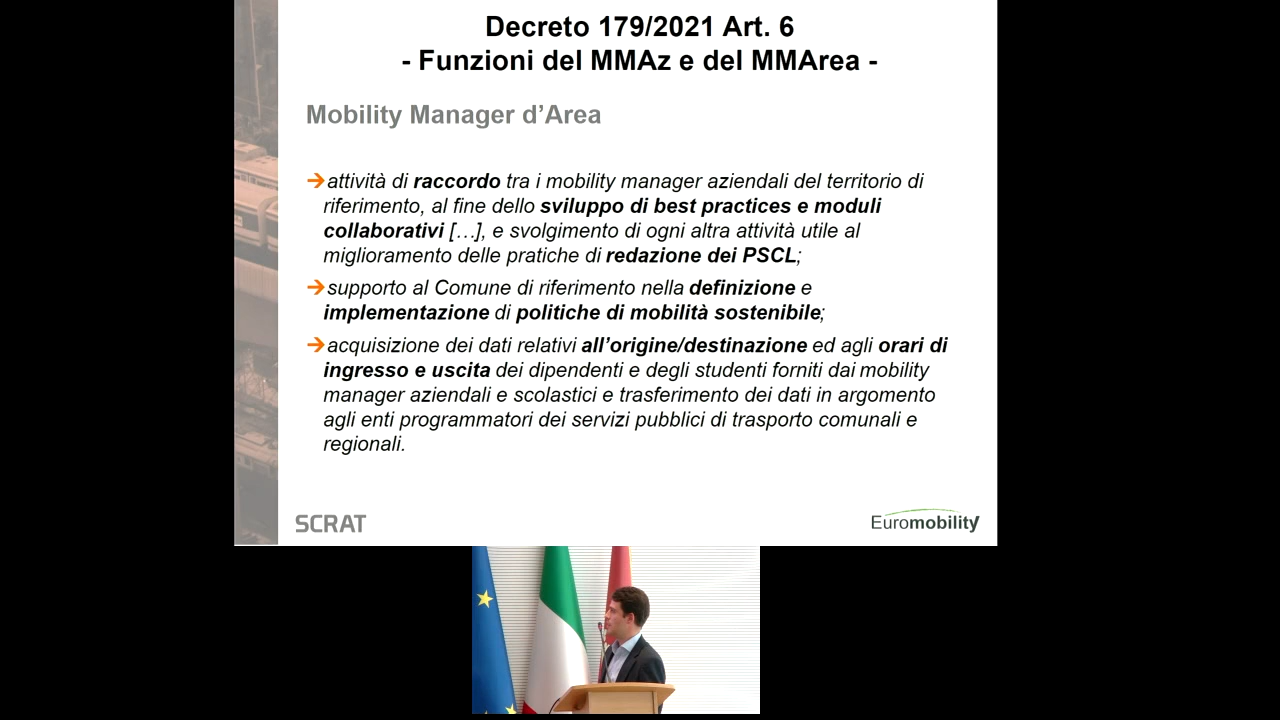 Decreto 179/2021 Art. 6
- Funzioni del MMAz e del MMArea -
Mobility Manager d’Area
➔attività di raccordo tra i mobility manager aziendali del territorio di
riferimento, al fine dello sviluppo di best practices e moduli
collaborativi […], e svolgimento di ogni altra attività utile al
miglioramento delle pratiche di redazione dei PSCL;
➔supporto al Comune di riferimento nella definizione e
implementazione di politiche di mobilità sostenibile;
➔acquisizione dei dati relativi all’origine/destinazione ed agli orari di
ingresso e uscita dei dipendenti e degli studenti forniti dai mobility
manager aziendali e scolastici e trasferimento dei dati in argomento
agli enti programmatori dei servizi pubblici di trasporto comunali e
regionali.
SCRAT
Euromobility